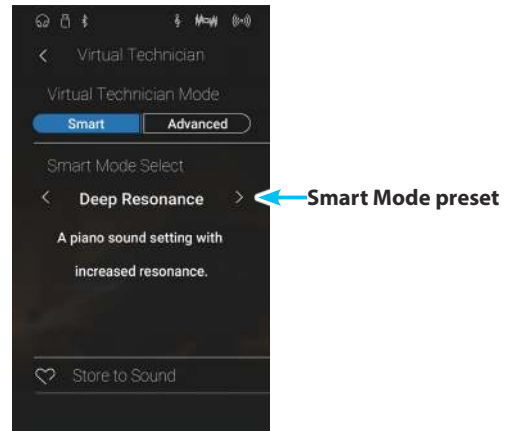 Virtual Technician
Virtual Technician Mode
Smart Advanced
Smart Mode Select
Deep Resonance
Smart Mode preset
A piano sound setting with
increased resonance.
Store to Sound